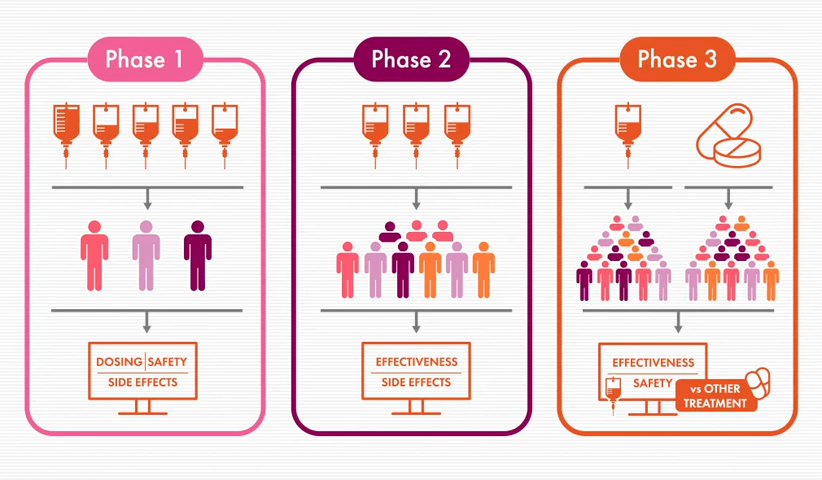 Phase 1
DOSING SAFETY
SIDE EFFECTS
Phase 2
EFFECTIVENESS
SIDE EFFECTS
Phase 3
EFFECTIVENESS
SAFETY
vs OTHER
TREATMENT